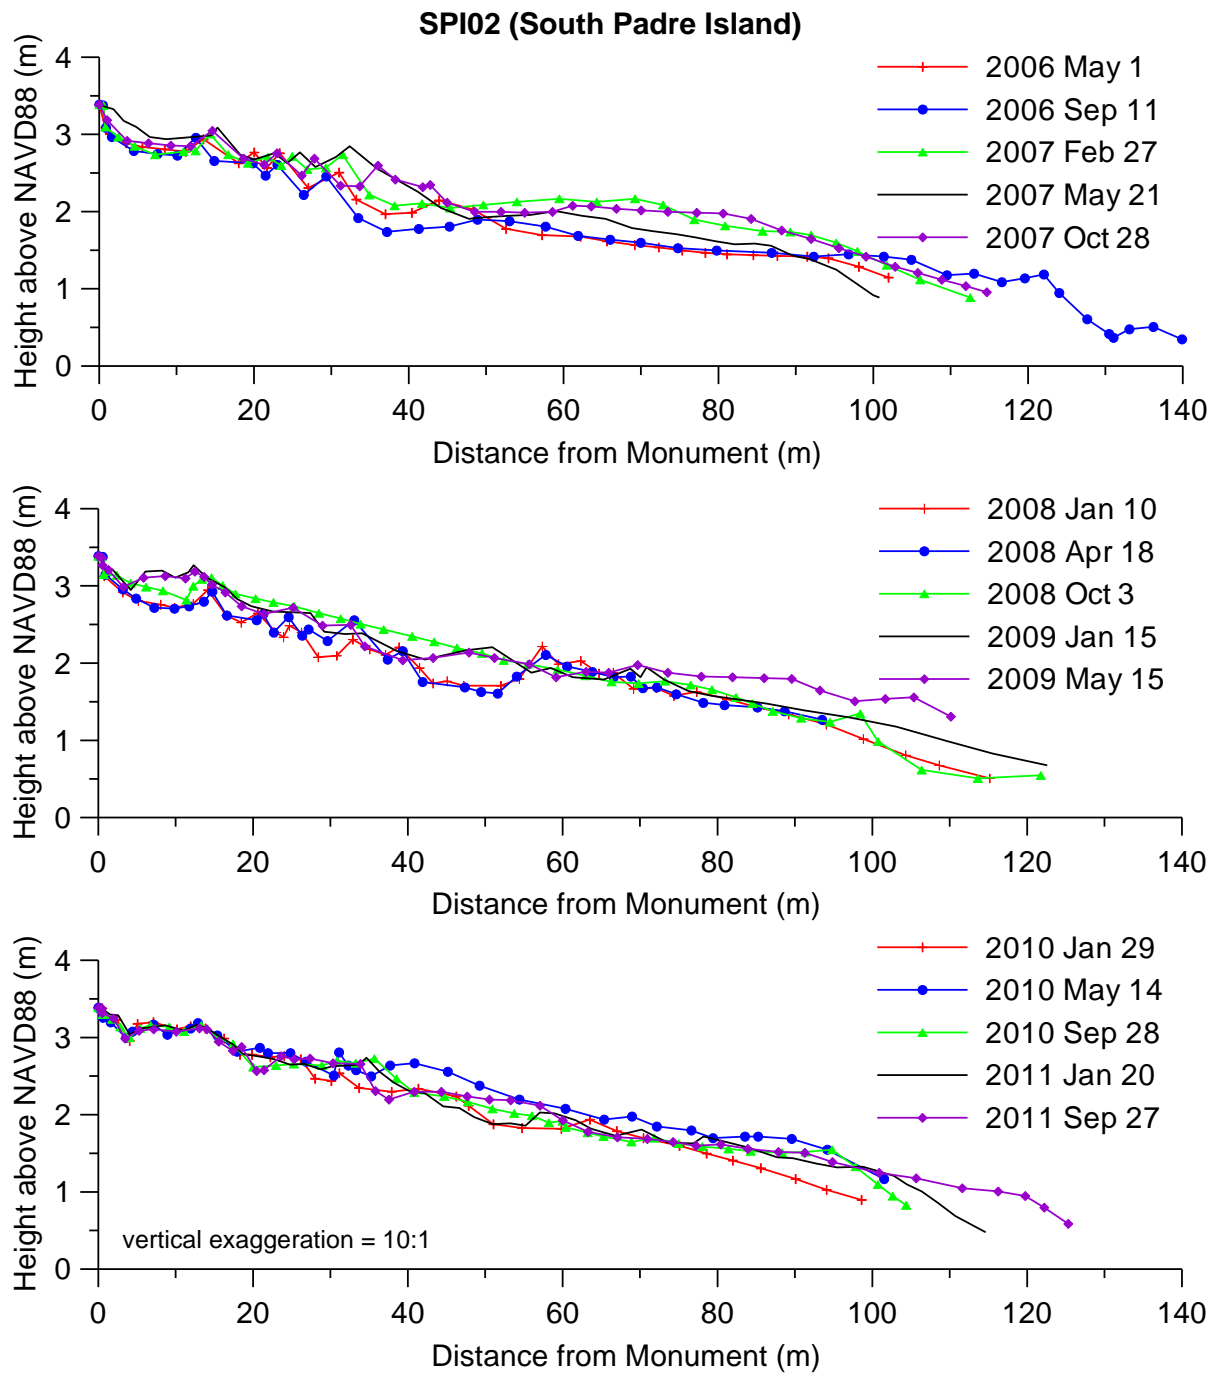 SPI02 (South Padre Island)
Height above NAVD88 (m)
4
3
2
1
0
2006 May 1
2006 Sep 11
2007 Feb 27
2007 May 21
2007 Oct 28
0 20 40 60 80 100 120 140
Distance from Monument (m)
Height above NAVD88 (m)
4
3
2
1
0
2008 Jan 10
2008 Apr 18
2008 Oct 3
2009 Jan 15
2009 May 15
0 20 40 60 80 100 120 140
Distance from Monument (m)
Height above NAVD88 (m)
4
3
2
1
0
2010 Jan 29
2010 May 14
2010 Sep 28
2011 Jan 20
2011 Sep 27
vertical exaggeration = 10:1
0 20 40 60 80 100 120 140
Distance from Monument (m)